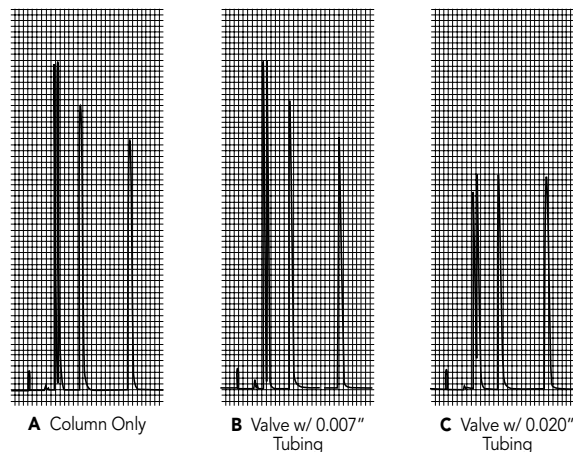 A Column Only
B Valve w/ 0.007”
Tubing
C Valve w/ 0.020”
Tubing